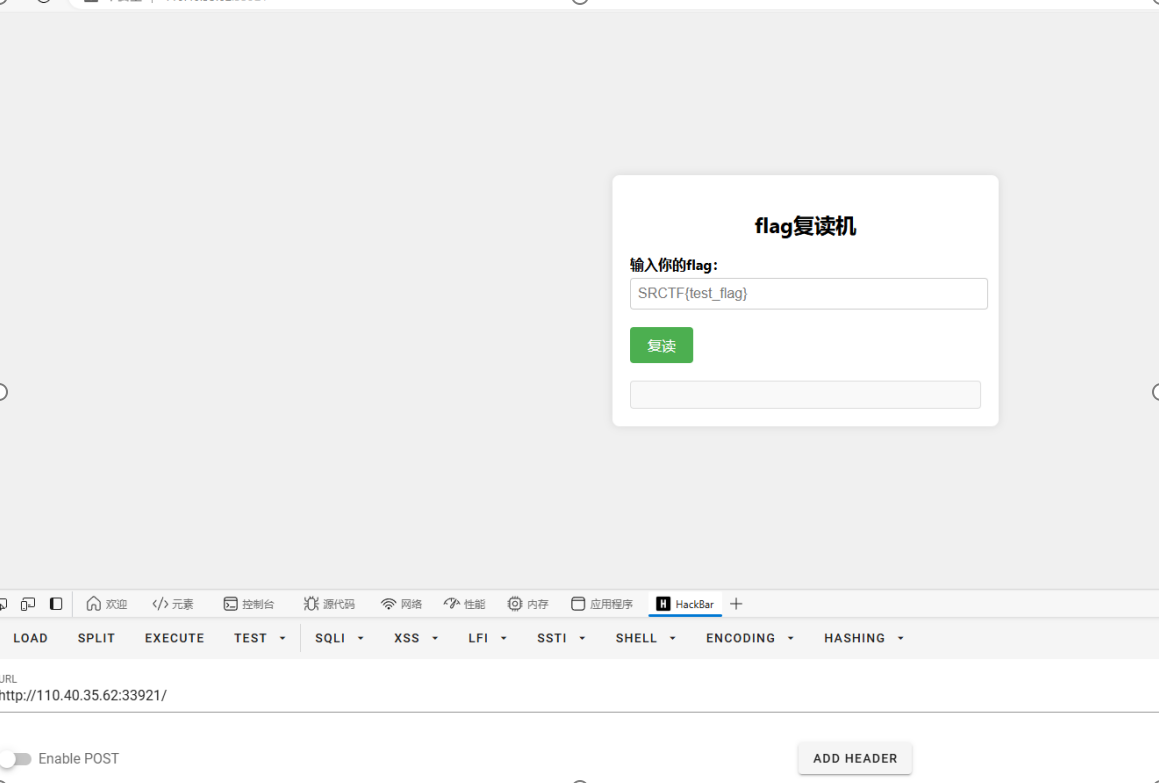 flag复读机
输入你的flag：
SRCTF{test_flag}
复读
欢迎 元素 控制台 源代码 网络 性能 内存 应用程序 HackBar
LOAD SPLIT EXECUTE TEST SQLI XSS LFI SSTI SHELL ENCODING HASHING
URL
http://110.40.35.62:33921/
Enable POST ADD HEADER